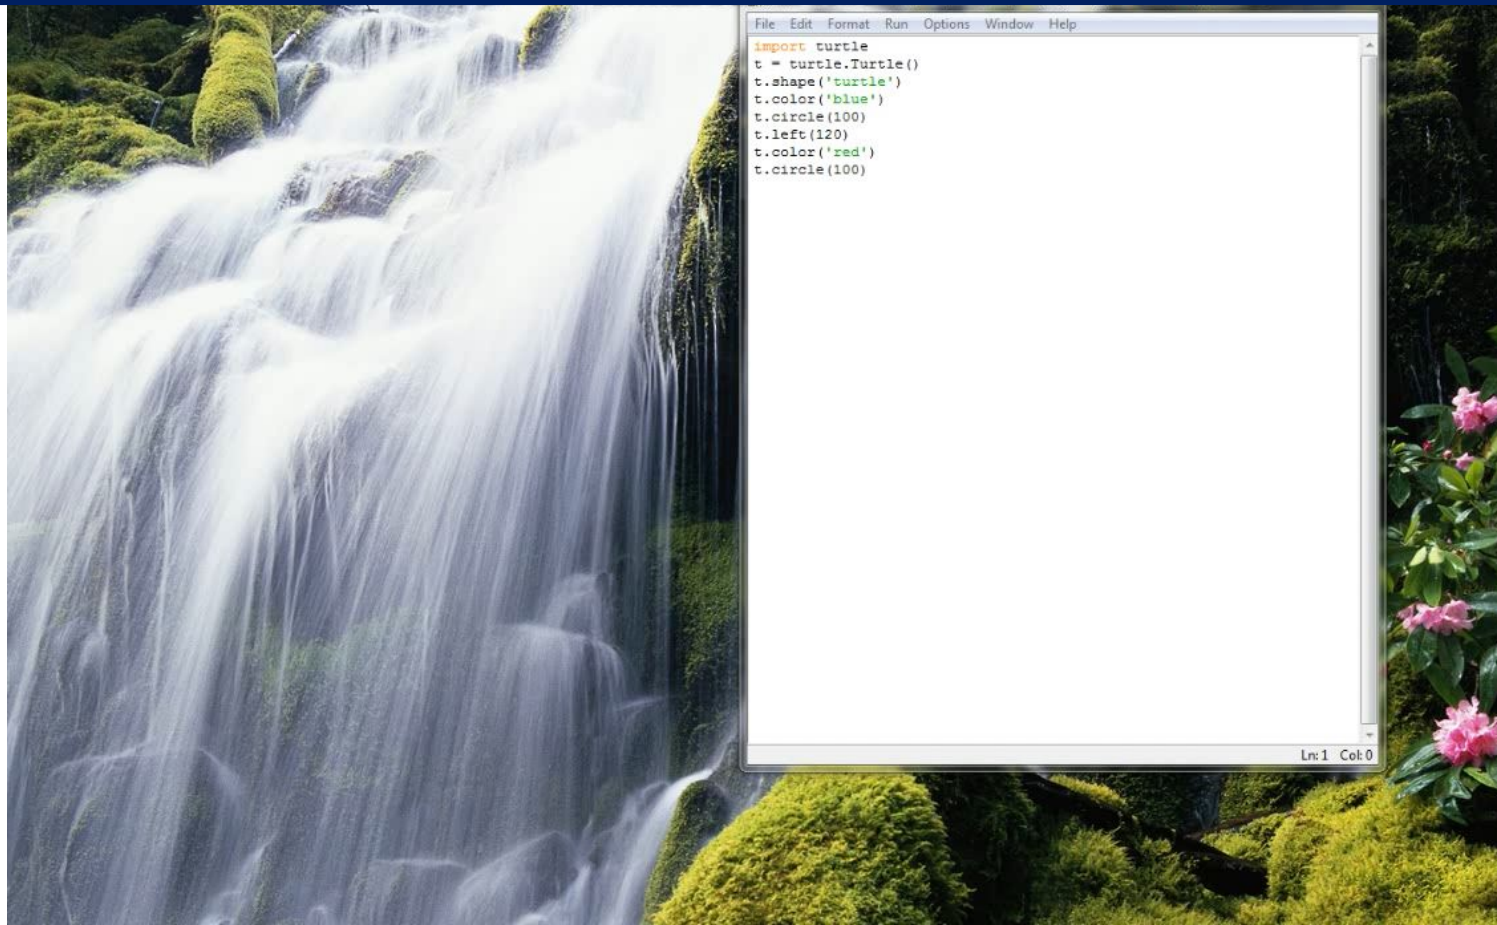 File Edit Format Run Options Window Help
import turtle
t = turtle.Turtle()
t.shape('turtle')
t.color('blue')
t.circle(100)
t.left(120)
t.color('red')
t.circle(100)
Ln: 1 Col: 0